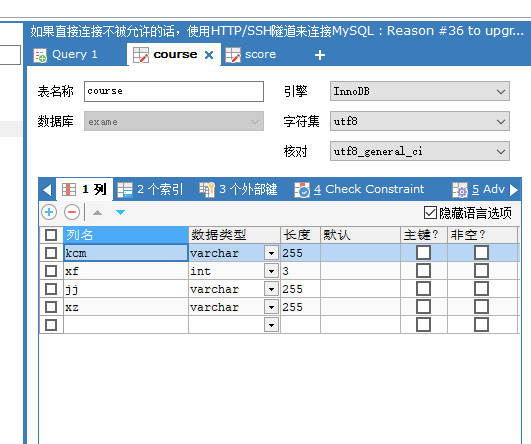 如果直接连接不被允许的话，使用HTTP/SSH隧道来连接MySQL：Reason #36 to upgr...
Query 1 course score
表名称 course 引擎 InnoDB
数据库 exame 字符集 utf8
核对 utf8_general_ci
1 列 2 个索引 3 个外部键 4 Check Constraint 5 Adv
隐藏语言选项
列名 数据类型 长度 默认 主键？ 非空？
kcm varchar 255
xf int 3
jj varchar 255
xz varchar 255